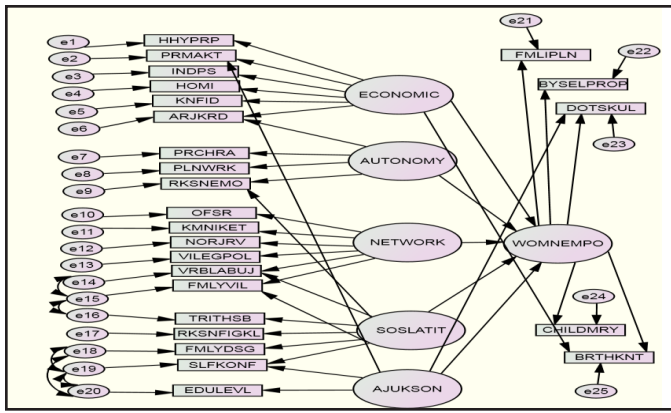 e1
HHYPRP
e2
PRMAKT
e3
INDPS
e4
HOMI
e5
KNFID
e6
ARJKRD
e7
PRCHRA
e8
PLNWRK
e9
RKSNEMO
e10
OFSR
e11
KMNIKET
e12
NORJRV
e13
VILEGPOL
e14
VRBLABUJ
e15
FMLYVIL
e16
TRITHSB
e17
RKSNFIGKL
e18
FMLYDSG
e19
SLFKONF
e20
EDULEVL
ECONOMIC
AUTONOMY
NETWORK
SOSLATIT
AJUKSON
WOMNEMPO
e21
FMLIPLN
e22
BYSELPROP
DOTSKUL
e23
e24
CHILDMRY
BRTHKNT
e25